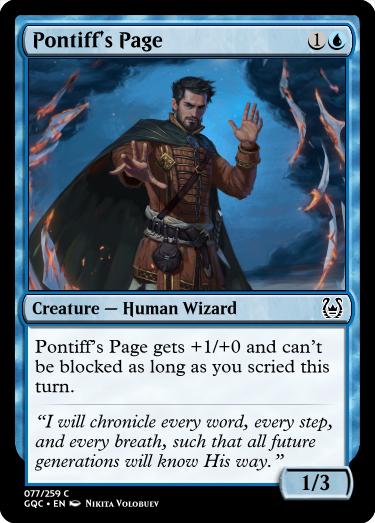 Pontiff's Page 1
Creature — Human Wizard
Pontiff's Page gets +1/+0 and can't
be blocked as long as you scried this
turn.
“I will chronicle every word, every step,
and every breath, such that all future
generations will know His way.”
1/3
077/259 C
GQC • EN Nikita Volobuev